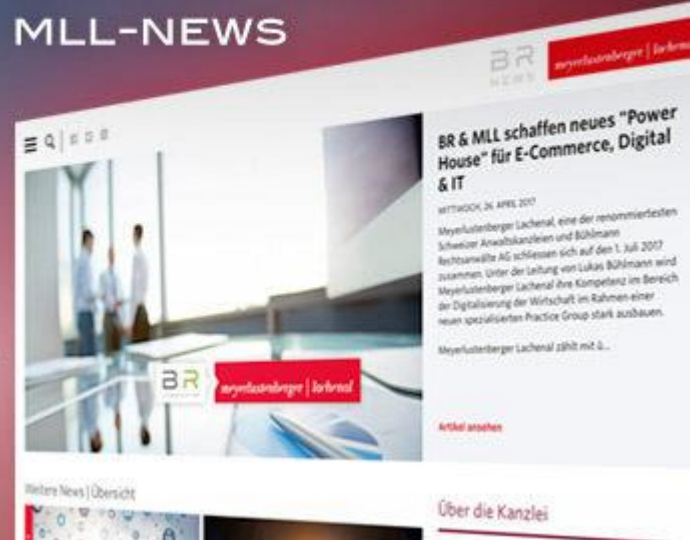 MLL-NEWS
BR
NEWS
meyerlustenberger | lachenal
BR & MLL schaffen neues "Power
House" für E-Commerce, Digital
& IT
MITTWOCH, 26. APRIL 2017
Meyerlustenberger Lachenal, eine der renommiertesten
Schweizer Anwaltskanzleien und Bühlmann
Rechtsanwälte AG schliessen sich auf den 1. Juli 2017
zusammen. Unter der Leitung von Lukas Bühlmann wird
Meyerlustenberger Lachenal ihre Kompetenz im Bereich
der Digitalisierung der Wirtschaft im Rahmen einer
neuen spezialisierten Practice Group stark ausbauen.
Meyerlustenberger Lachenal zählt mit ü...
BR
meyerlustenberger | lachenal
Artikel ansehen
Weitere News | Übersicht
Über die Kanzlei